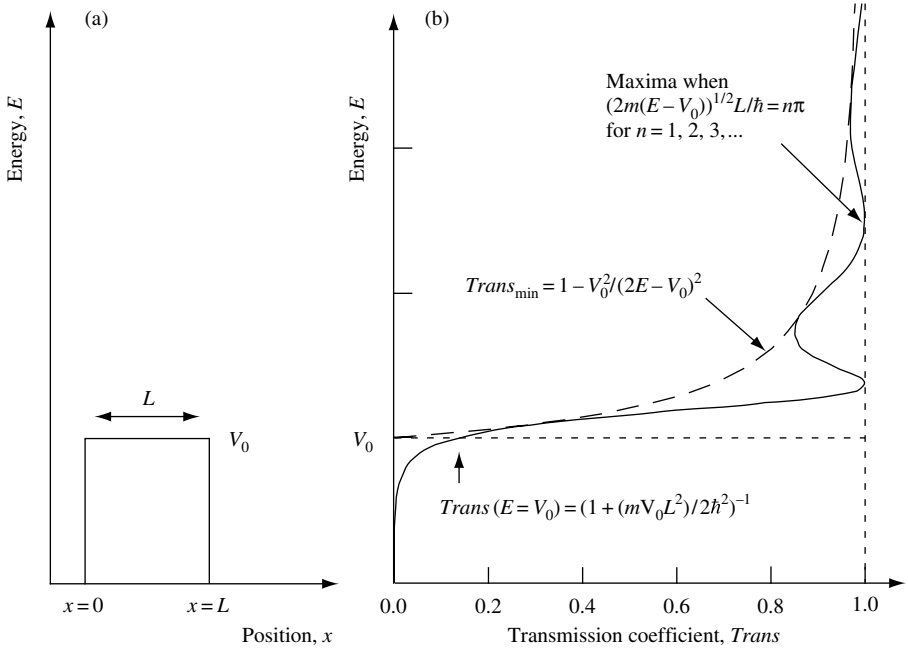 (a)
Energy, E
L
V₀
x = 0
x = L
Position, x
(b)
Energy, E
Maxima when
(2m(E – V₀))^1/2 L/ħ = nπ
for n = 1, 2, 3,...
Trans_min = 1 – V₀²/(2E – V₀)²
V₀
Trans (E = V₀) = (1 + (mV₀L²)/2ħ²)⁻¹
0.0 0.2 0.4 0.6 0.8 1.0
Transmission coefficient, Trans